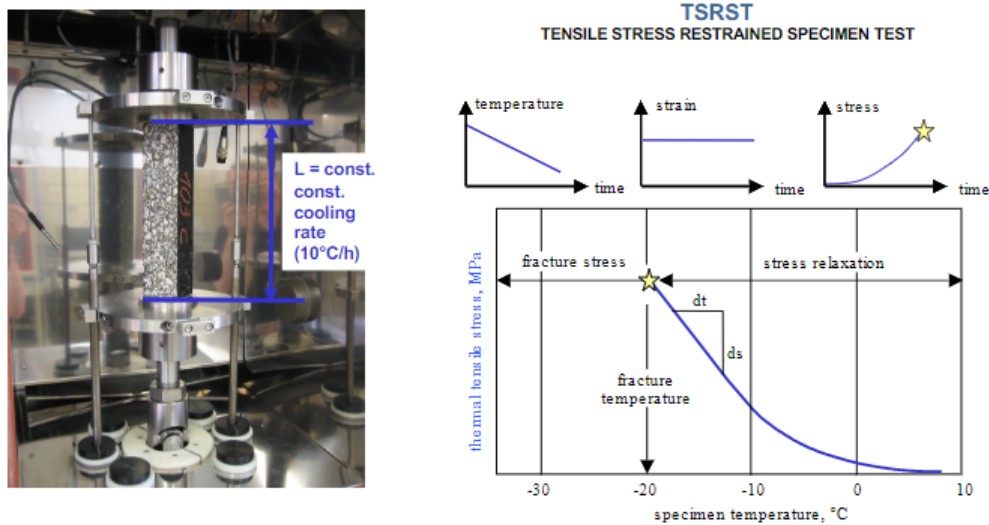 TSRST
TENSILE STRESS RESTRAINED SPECIMEN TEST
L = const.
const.
cooling
rate
(10°C/h)
103 C
temperature
time
strain
time
stress
time
thermal tensile stress, MPa
fracture stress
stress relaxation
dt
ds
fracture
temperature
-30
-20
-10
0
10
specimen temperature, °C